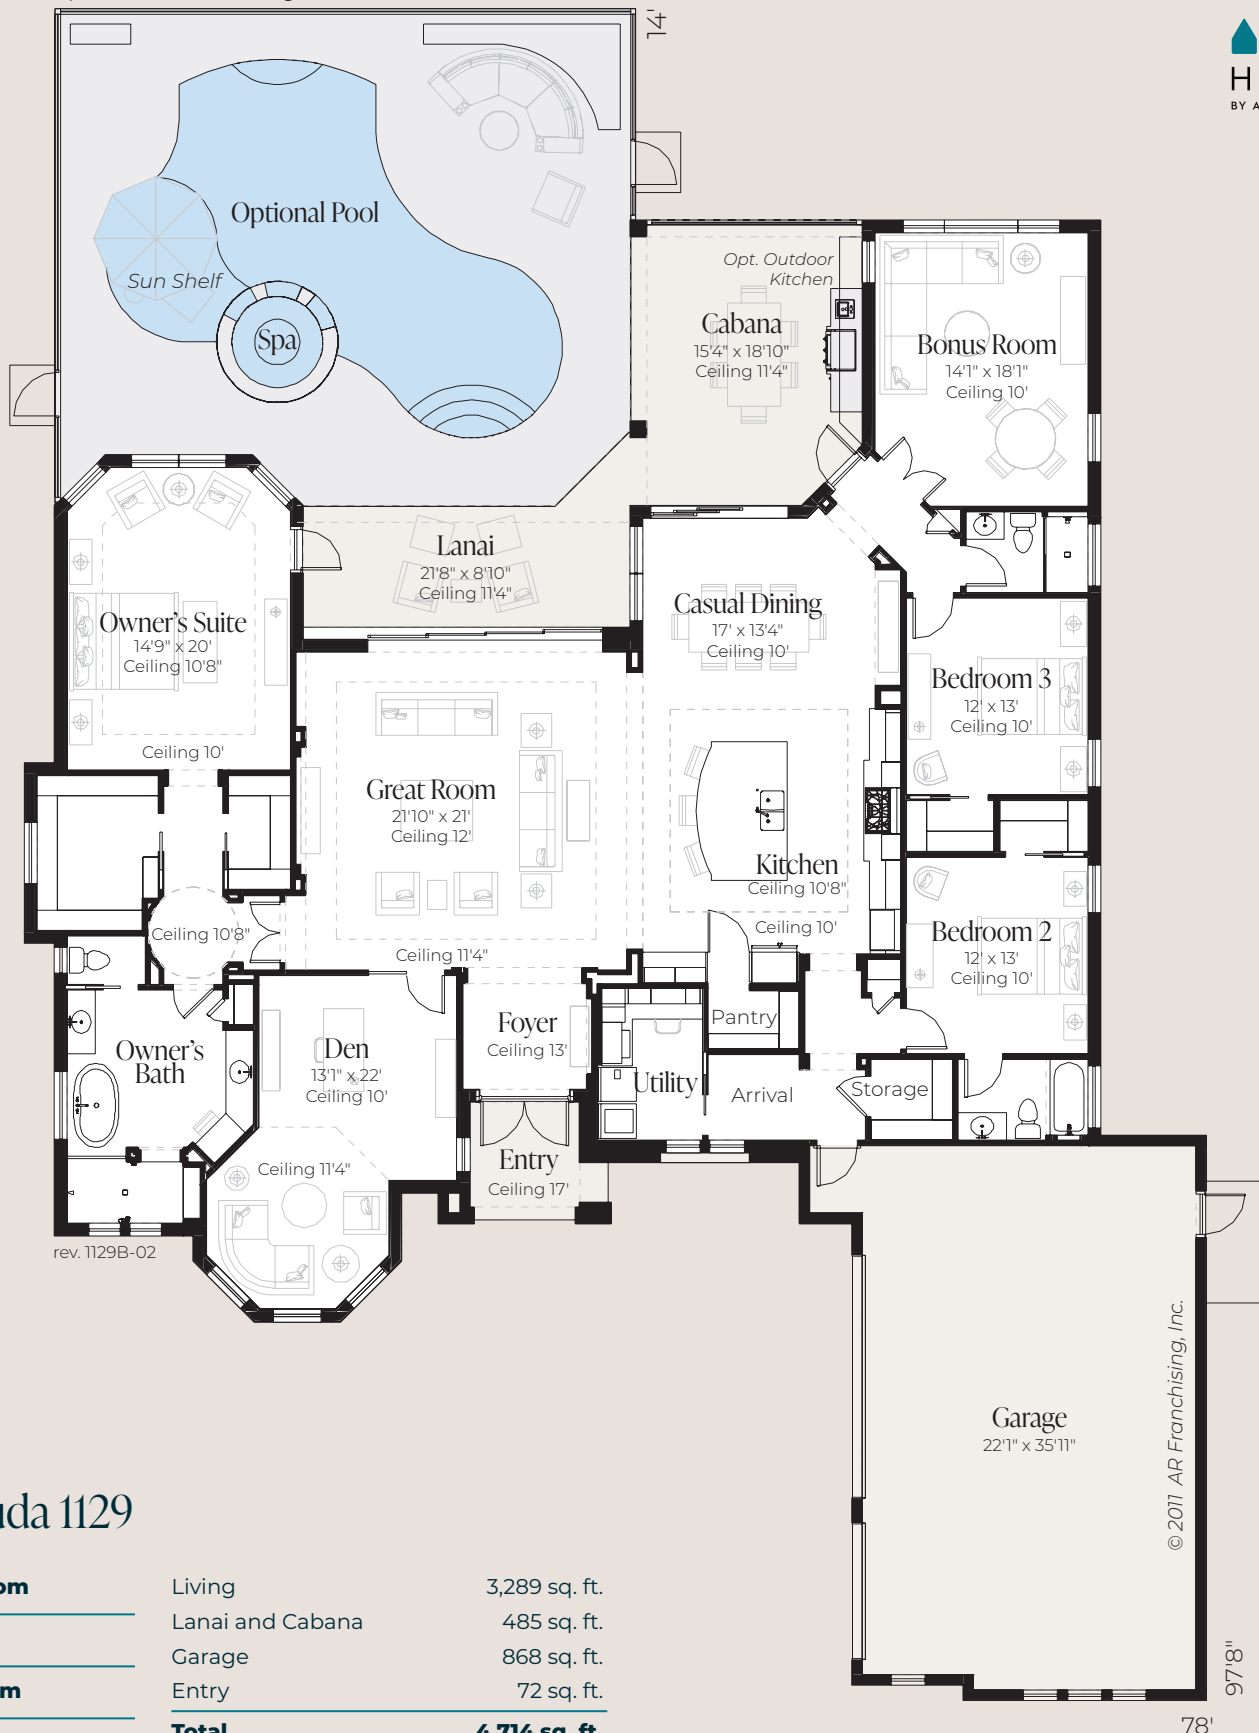 14'
H
BY A
Optional Pool
Sun Shelf
Spa
Opt. Outdoor
Kitchen
Cabana
15'4" x 18'10"
Ceiling 11'4"
Bonus Room
14'1" x 18'1"
Ceiling 10'
Lanai
21'8" x 8'10"
Ceiling 11'4"
Owner's Suite
14'9" x 20'
Ceiling 10'8"
Ceiling 10'
Casual Dining
17' x 13'4"
Ceiling 10'
Bedroom 3
12' x 13'
Ceiling 10'
Great Room
21'10" x 21'
Ceiling 12'
Ceiling 11'4"
Kitchen
Ceiling 10'8"
Ceiling 10'
Ceiling 10'8"
Bedroom 2
12' x 13'
Ceiling 10'
Owner's
Bath
Den
13'1" x 22'
Ceiling 10'
Ceiling 11'4"
Foyer
Ceiling 13'
Pantry
Utility
Arrival
Storage
Entry
Ceiling 17'
rev. 1129B-02
Garage
22'1" x 35'11"
© 2011 AR Franchising, Inc.
97'8"
78'
uda 1129
om
m
Living 3,289 sq. ft.
Lanai and Cabana 485 sq. ft.
Garage 868 sq. ft.
Entry 72 sq. ft.
Total 4,714 sq. ft.